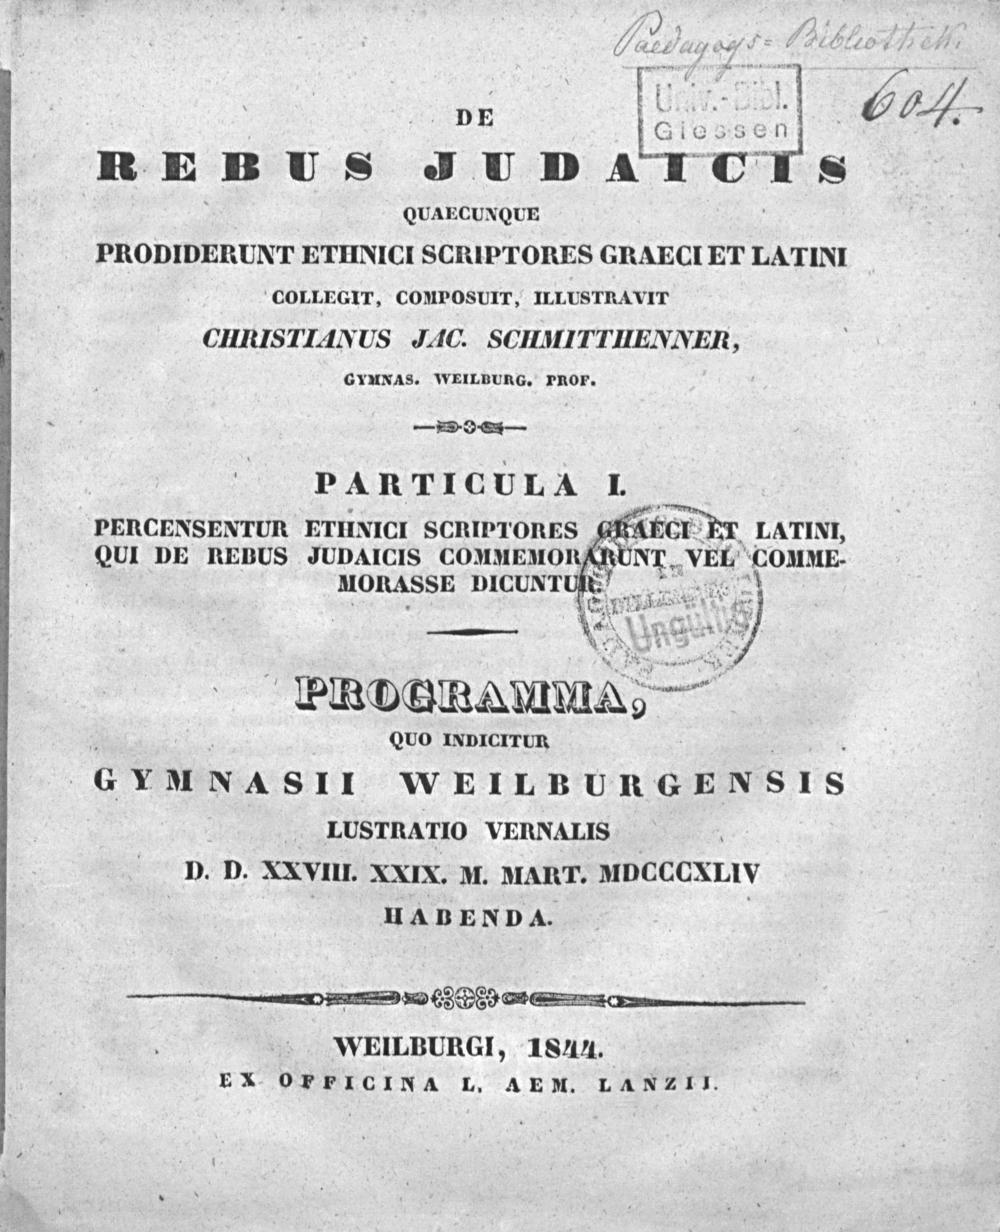 Paedagogs=Bibliothek.
Univ.-Bibl.
Giessen
604.
DE
REBUS JUDAICIS
QUAECUNQUE
PRODIDERUNT ETHNICI SCRIPTORES GRAECI ET LATINI
COLLEGIT, COMPOSUIT, ILLUSTRAVIT
CHRISTIANUS JAC. SCHMITTHENNER,
GYMNAS. WEILBURG. PROF.
PARTICULA I.
PERCENSENTUR ETHNICI SCRIPTORES GRAECI ET LATINI,
QUI DE REBUS JUDAICIS COMMEMORARUNT VEL COMME-
MORASSE DICUNTUR.
Ungültig
PROGRAMMA,
QUO INDICITUR
GYMNASII WEILBURGENSIS
LUSTRATIO VERNALIS
D. D. XXVIII. XXIX. M. MART. MDCCCXLIV
HABENDA.
WEILBURGI, 1844.
EX OFFICINA L. AEM. LANZII.